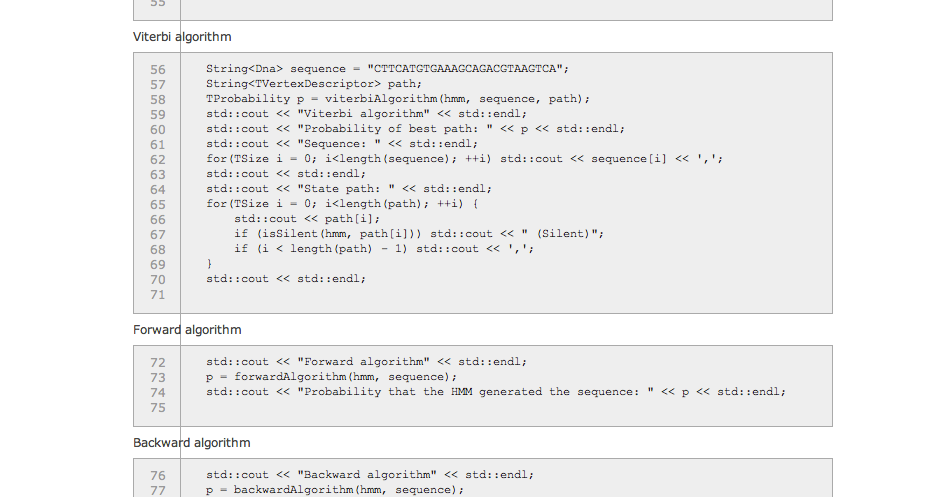 55
Viterbi algorithm
56 String<Dna> sequence = "CTTCATGTGAAAGCAGACGTAAGTCA";
57 String<TVertexDescriptor> path;
58 TProbability p = viterbiAlgorithm(hmm, sequence, path);
59 std::cout << "Viterbi algorithm" << std::endl;
60 std::cout << "Probability of best path: " << p << std::endl;
61 std::cout << "Sequence: " << std::endl;
62 for(TSize i = 0; i<length(sequence); ++i) std::cout << sequence[i] << ',';
63 std::cout << std::endl;
64 std::cout << "State path: " << std::endl;
65 for(TSize i = 0; i<length(path); ++i) {
66     std::cout << path[i];
67     if (isSilent(hmm, path[i])) std::cout << " (Silent)";
68     if (i < length(path) - 1) std::cout << ',';
69 }
70 std::cout << std::endl;
71
Forward algorithm
72 std::cout << "Forward algorithm" << std::endl;
73 p = forwardAlgorithm(hmm, sequence);
74 std::cout << "Probability that the HMM generated the sequence: " << p << std::endl;
75
Backward algorithm
76 std::cout << "Backward algorithm" << std::endl;
77 p = backwardAlgorithm(hmm, sequence);